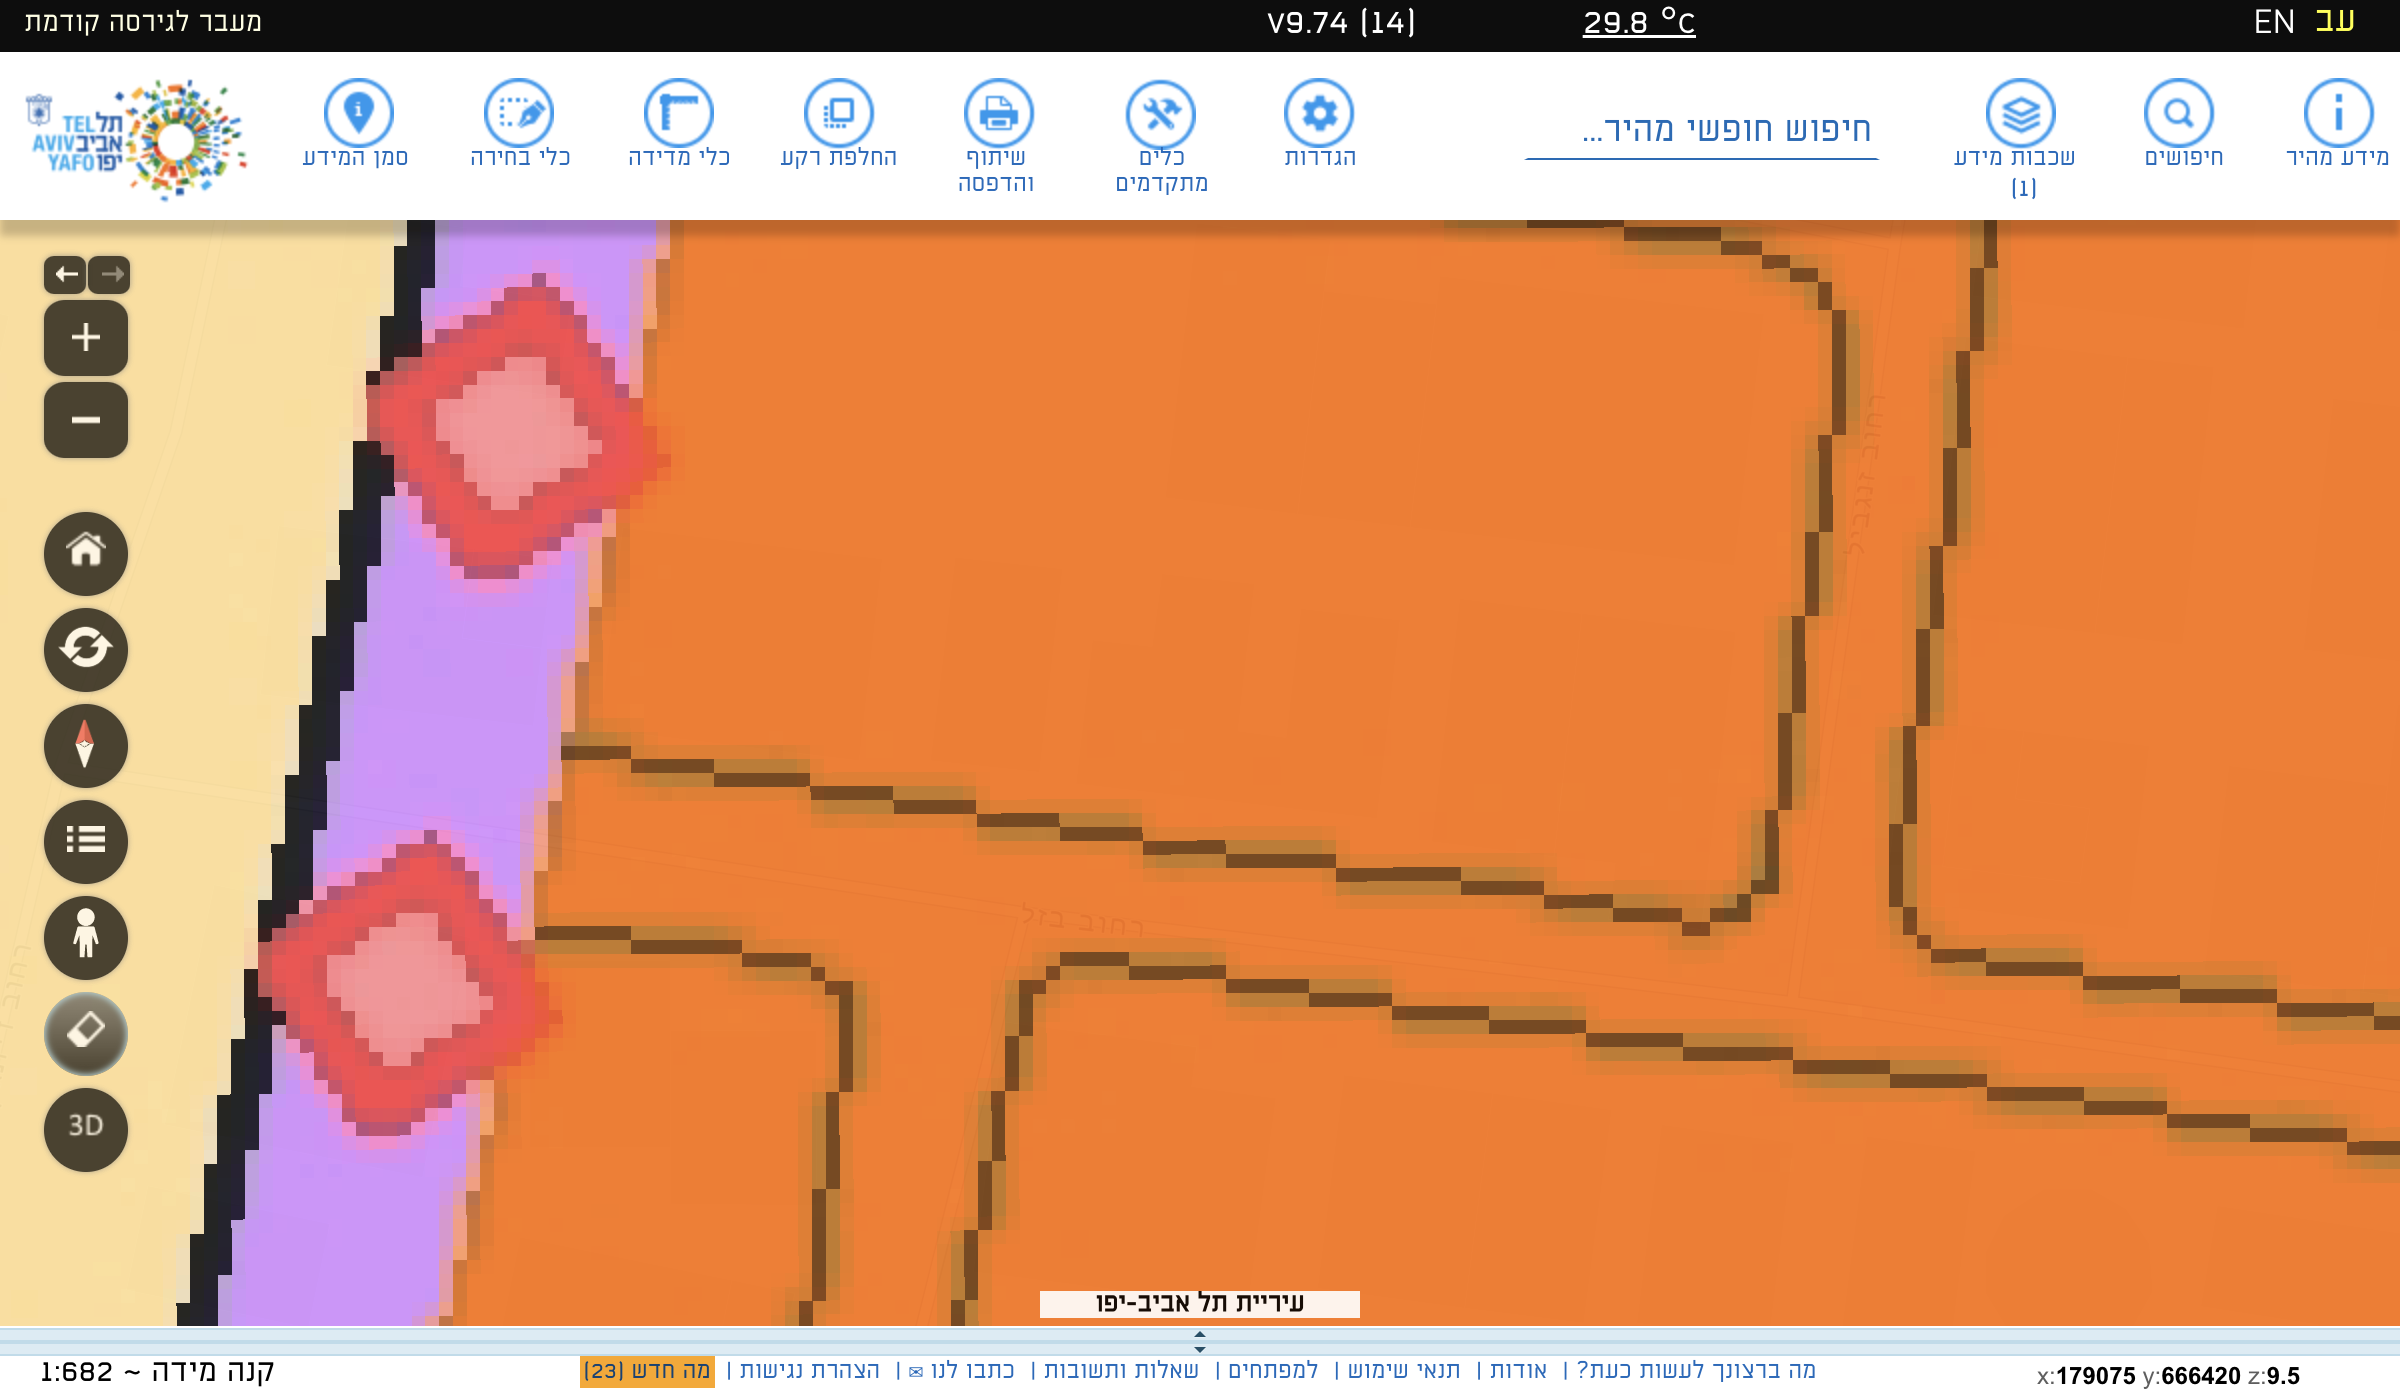 עב EN
29.8 °C
V9.74 (14)
מעבר לגירסה קודמת
מידע מהיר
חיפושים
שכבות מידע
(1)
חיפוש חופשי מהיר...
הגדרות
כלים
מתקדמים
שיתוף
והדפסה
החלפת רקע
כלי מדידה
כלי בחירה
סמן המידע
תל TEL
אביב AVIV
יפו YAFO
רחוב זנגביל
רחוב בזל
3D
עיריית תל אביב-יפו
x:179075 y:666420 z:9.5
מה ברצונך לעשות כעת? | אודות | תנאי שימוש | למפתחים | שאלות ותשובות | כתבו לנו ✉ | הצהרת נגישות | מה חדש (23)
קנה מידה ~ 1:682